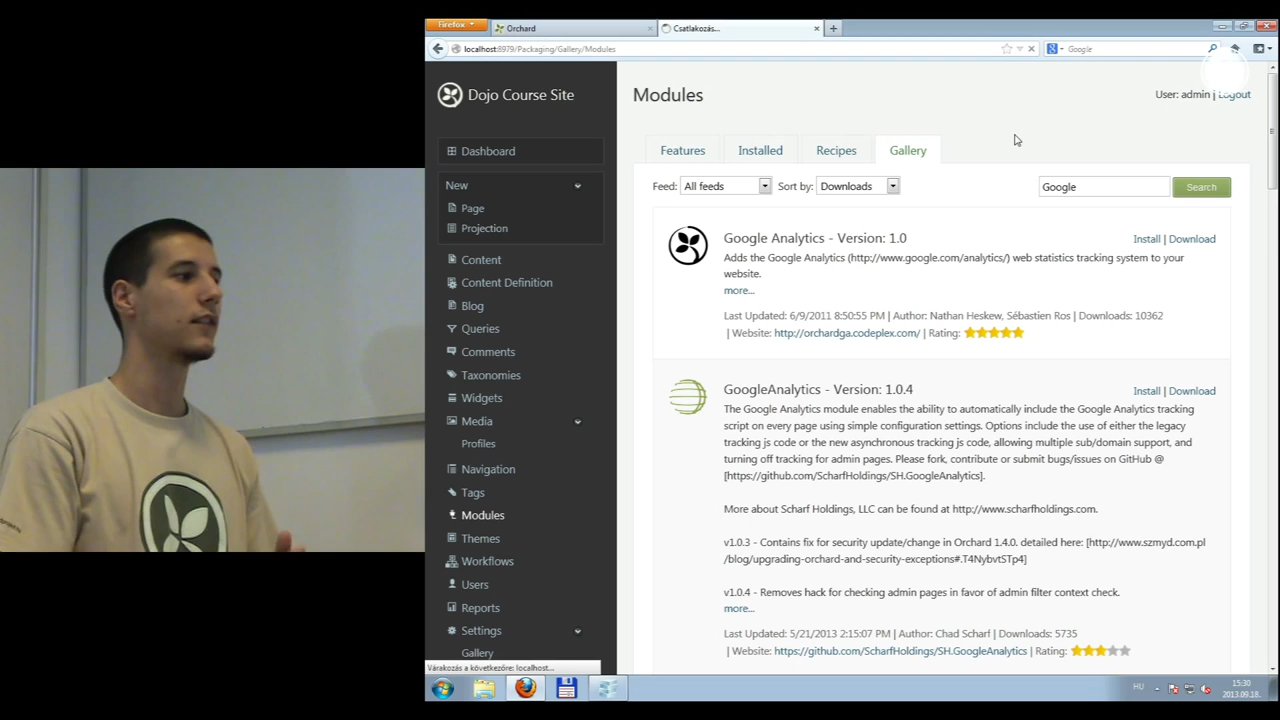 Firefox
Orchard
Csatlakozás...
localhost:8979/Packaging/Gallery/Modules
Google
Dojo Course Site
Modules
User: admin | Logout
Dashboard
New
Page
Projection
Content
Content Definition
Blog
Queries
Comments
Taxonomies
Widgets
Media
Profiles
Navigation
Tags
Modules
Themes
Workflows
Users
Reports
Settings
Gallery
Features
Installed
Recipes
Gallery
Feed: All feeds Sort by: Downloads
Google Search
Google Analytics - Version: 1.0
Install | Download
Adds the Google Analytics (http://www.google.com/analytics/) web statistics tracking system to your
website.
more...
Last Updated: 6/9/2011 8:50:55 PM | Author: Nathan Heskew, Sébastien Ros | Downloads: 10362
| Website: http://orchardga.codeplex.com/ | Rating:
GoogleAnalytics - Version: 1.0.4
Install | Download
The Google Analytics module enables the ability to automatically include the Google Analytics tracking
script on every page using simple configuration settings. Options include the use of either the legacy
tracking js code or the new asynchronous tracking js code, allowing multiple sub/domain support, and
turning off tracking for admin pages. Please fork, contribute or submit bugs/issues on GitHub @
[https://github.com/ScharfHoldings/SH.GoogleAnalytics].
More about Scharf Holdings, LLC can be found at http://www.scharfholdings.com.
v1.0.3 - Contains fix for security update/change in Orchard 1.4.0. detailed here: [http://www.szmyd.com.pl
/blog/upgrading-orchard-and-security-exceptions#.T4NybvtSTp4]
v1.0.4 - Removes hack for checking admin pages in favor of admin filter context check.
more...
Last Updated: 5/21/2013 2:15:07 PM | Author: Chad Scharf | Downloads: 5735
| Website: https://github.com/ScharfHoldings/SH.GoogleAnalytics | Rating:
Várakozás a következőre: localhost...
HU
15:30
2013.09.18.